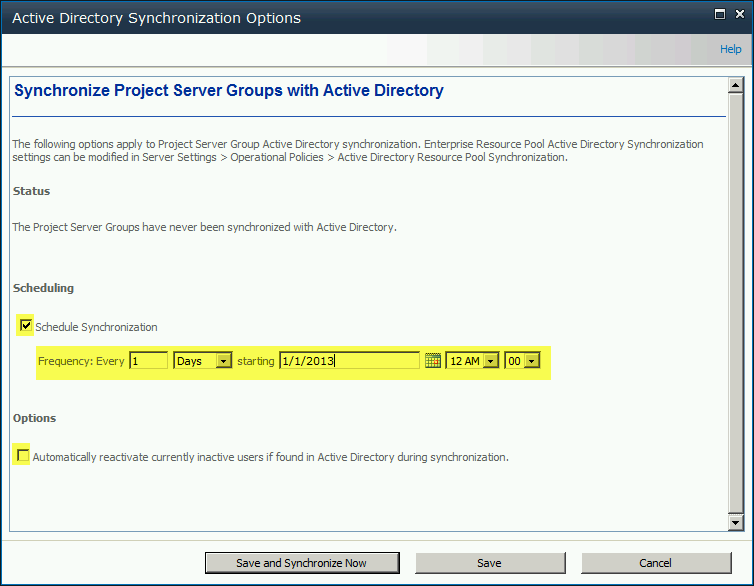 Active Directory Synchronization Options
Help
Synchronize Project Server Groups with Active Directory
The following options apply to Project Server Group Active Directory synchronization. Enterprise Resource Pool Active Directory Synchronization
settings can be modified in Server Settings > Operational Policies > Active Directory Resource Pool Synchronization.
Status
The Project Server Groups have never been synchronized with Active Directory.
Scheduling
Schedule Synchronization
Frequency: Every 1 Days starting 1/1/2013 12 AM 00
Options
Automatically reactivate currently inactive users if found in Active Directory during synchronization.
Save and Synchronize Now Save Cancel